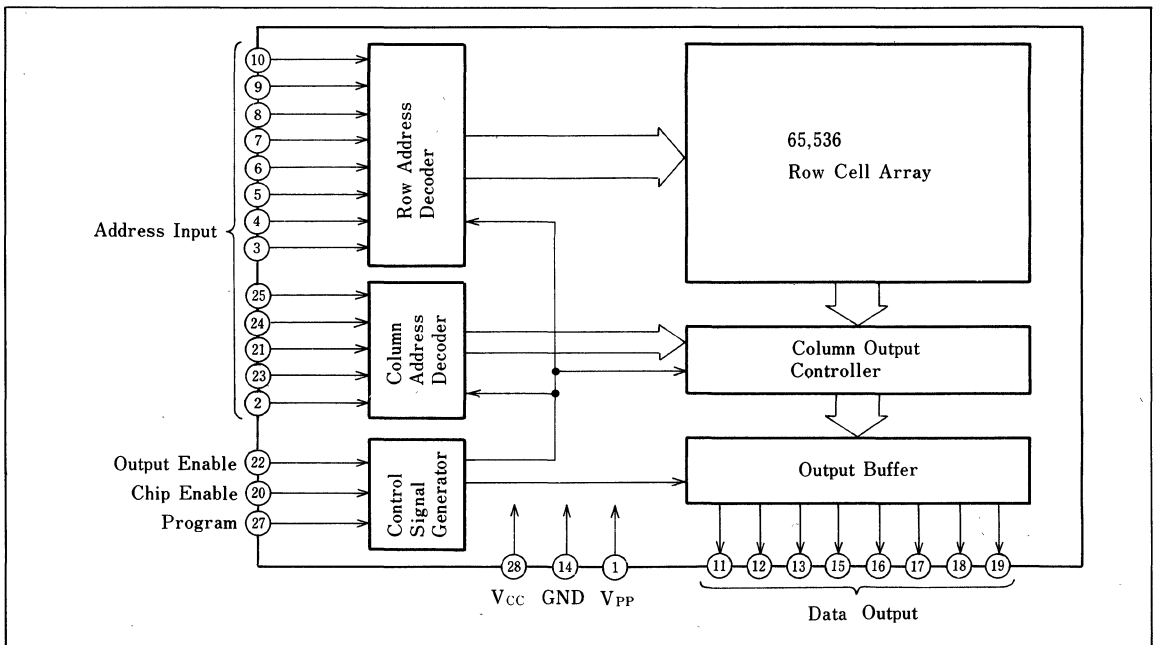 Address Input
10
9
8
7
6
5
4
3
25
24
21
23
2
Output Enable
22
Chip Enable
20
Program
27
Row Address
Decoder
Column
Address
Decoder
Control
Signal
Generator
65,536
Row Cell Array
Column Output
Controller
Output Buffer
28
14
1
VCC
GND
VPP
11
12
13
15
16
17
18
19
Data Output